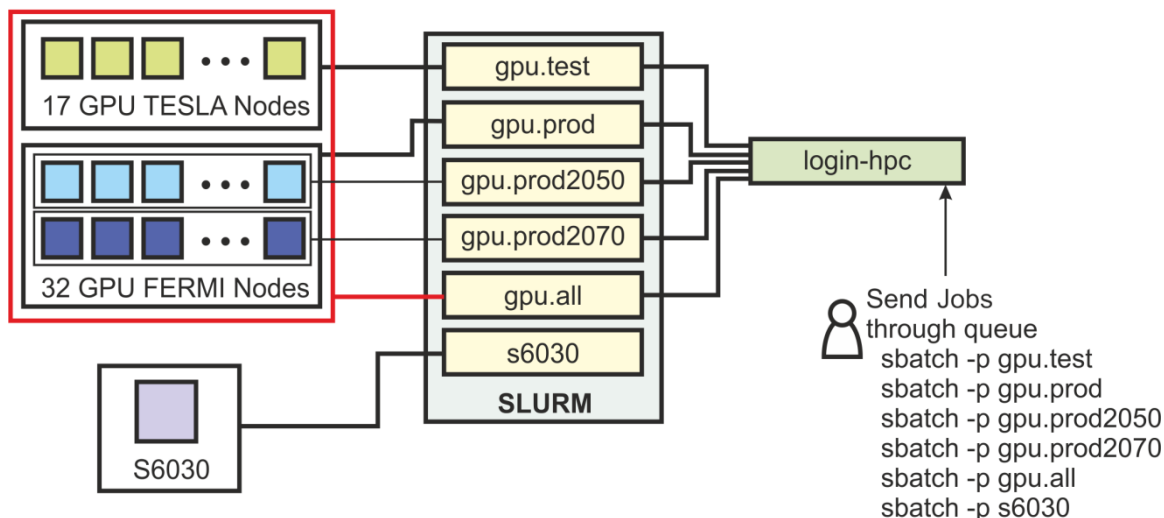 17 GPU TESLA Nodes
32 GPU FERMI Nodes
S6030
gpu.test
gpu.prod
gpu.prod2050
gpu.prod2070
gpu.all
s6030
SLURM
login-hpc
Send Jobs
through queue
sbatch -p gpu.test
sbatch -p gpu.prod
sbatch -p gpu.prod2050
sbatch -p gpu.prod2070
sbatch -p gpu.all
sbatch -p s6030